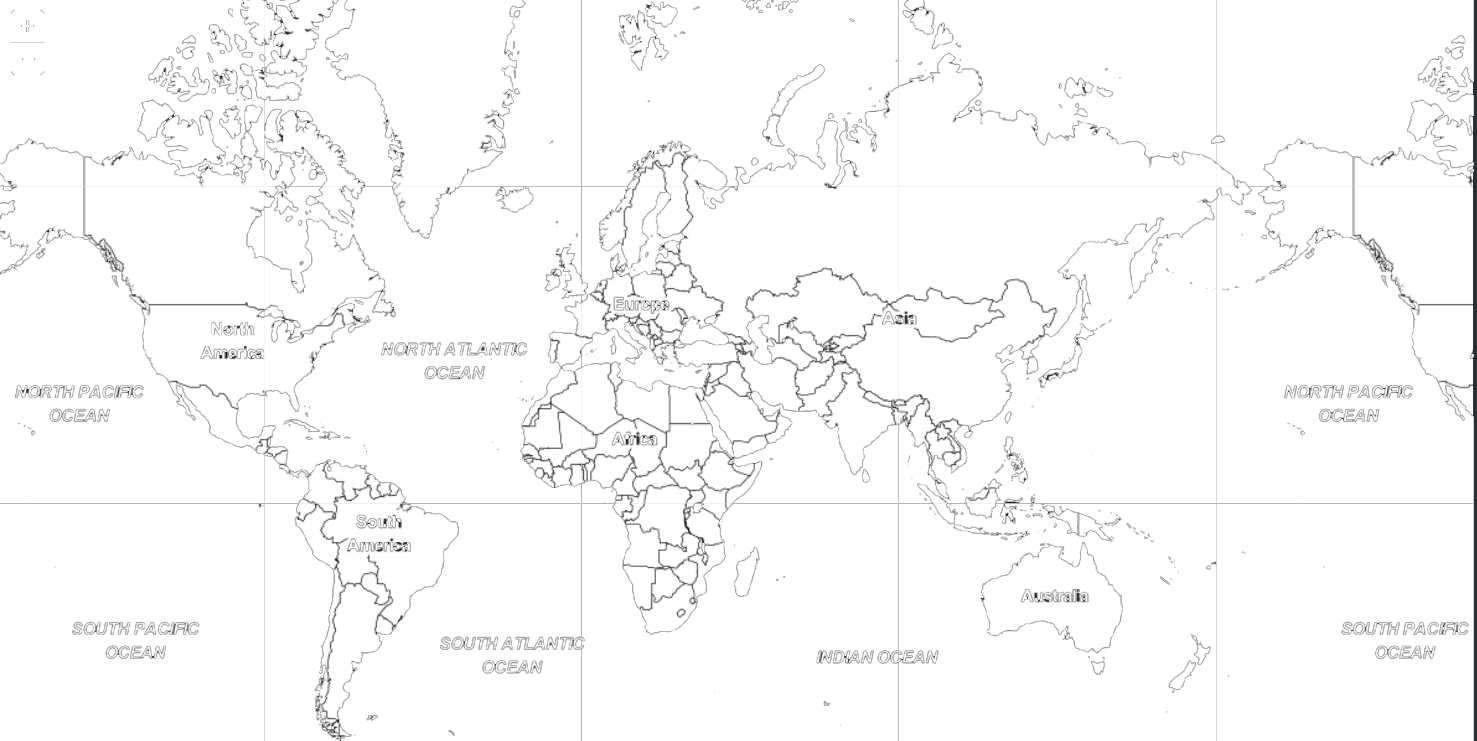 Europe
Asia
North
America
NORTH ATLANTIC
OCEAN
NORTH PACIFIC
OCEAN
NORTH PACIFIC
OCEAN
Africa
South
America
Australia
SOUTH PACIFIC
OCEAN
SOUTH ATLANTIC
OCEAN
INDIAN OCEAN
SOUTH PACIFIC
OCEAN